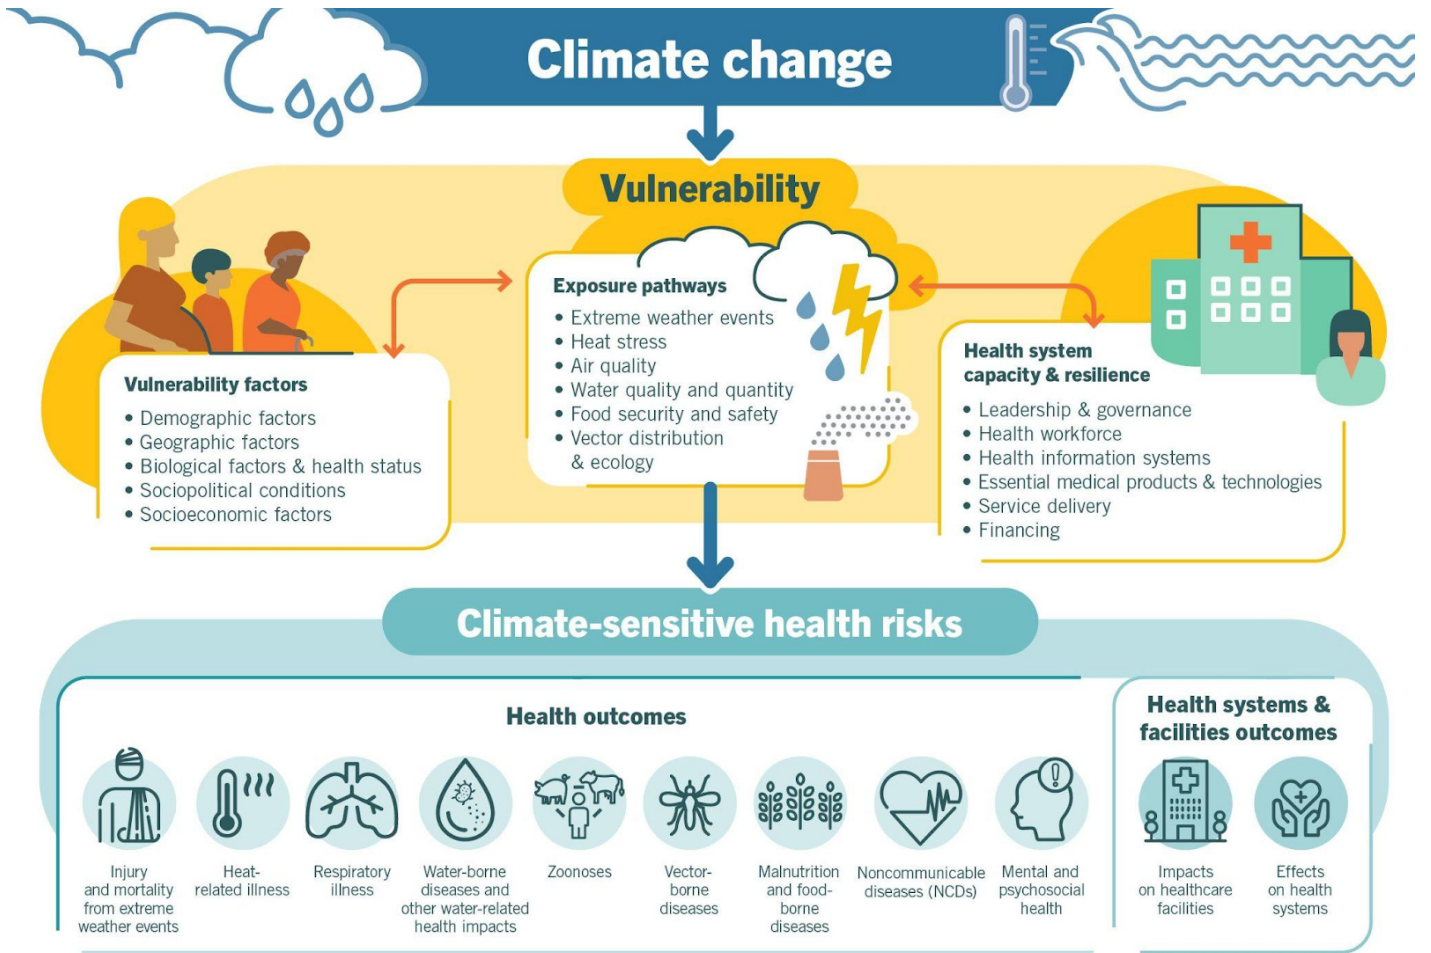 Climate change
Vulnerability
Vulnerability factors
• Demographic factors
• Geographic factors
• Biological factors & health status
• Sociopolitical conditions
• Socioeconomic factors
Exposure pathways
• Extreme weather events
• Heat stress
• Air quality
• Water quality and quantity
• Food security and safety
• Vector distribution
& ecology
Health system
capacity & resilience
• Leadership & governance
• Health workforce
• Health information systems
• Essential medical products & technologies
• Service delivery
• Financing
Climate-sensitive health risks
Health outcomes
Injury
and mortality
from extreme
weather events
Heat-
related illness
Respiratory
illness
Water-borne
diseases and
other water-related
health impacts
Zoonoses
Vector-
borne
diseases
Malnutrition
and food-
borne
diseases
Noncommunicable
diseases (NCDs)
Mental and
psychosocial
health
Health systems &
facilities outcomes
Impacts
on healthcare
facilities
Effects
on health
systems